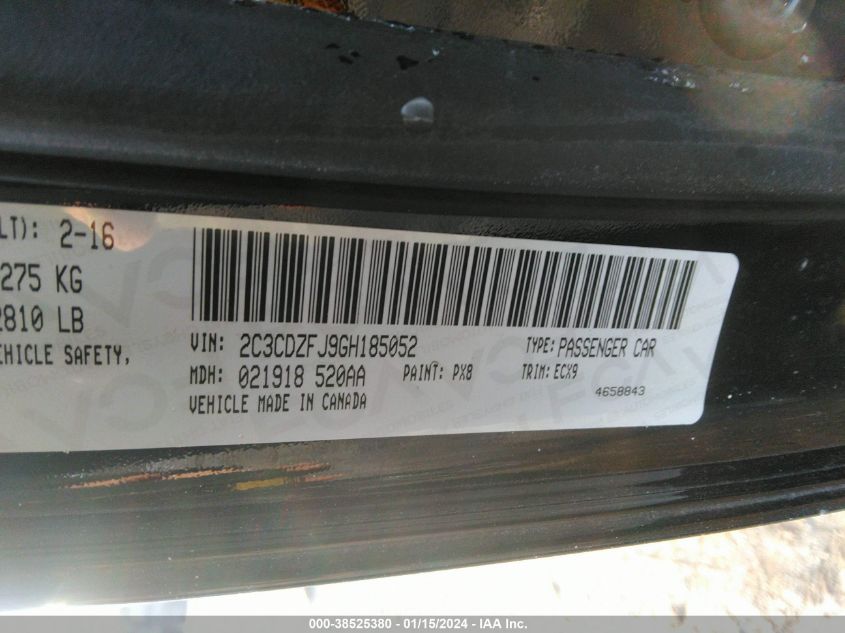 LT): 2-16
275 KG
2810 LB
EHICLE SAFETY,
VIN: 2C3CDZFJ9GH185052 TYPE: PASSENGER CAR
MDH: 021918 520AA PAINT: PX8 TRIM: ECX9
VEHICLE MADE IN CANADA 4658843
000-38525380 - 01/15/2024 - IAA Inc.